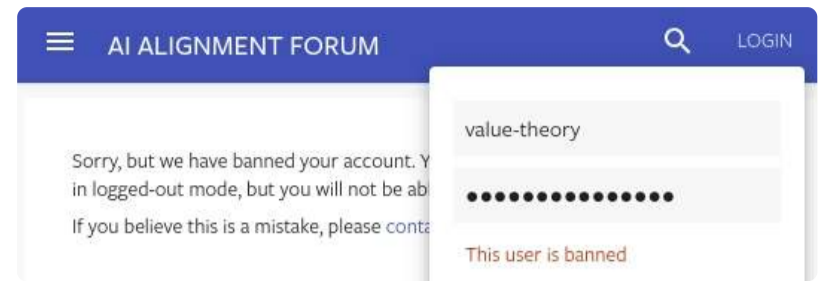 AI ALIGNMENT FORUM
LOGIN
value-theory
Sorry, but we have banned your account.
in logged-out mode, but you will not be
If you believe this is a mistake, please
This user is banned